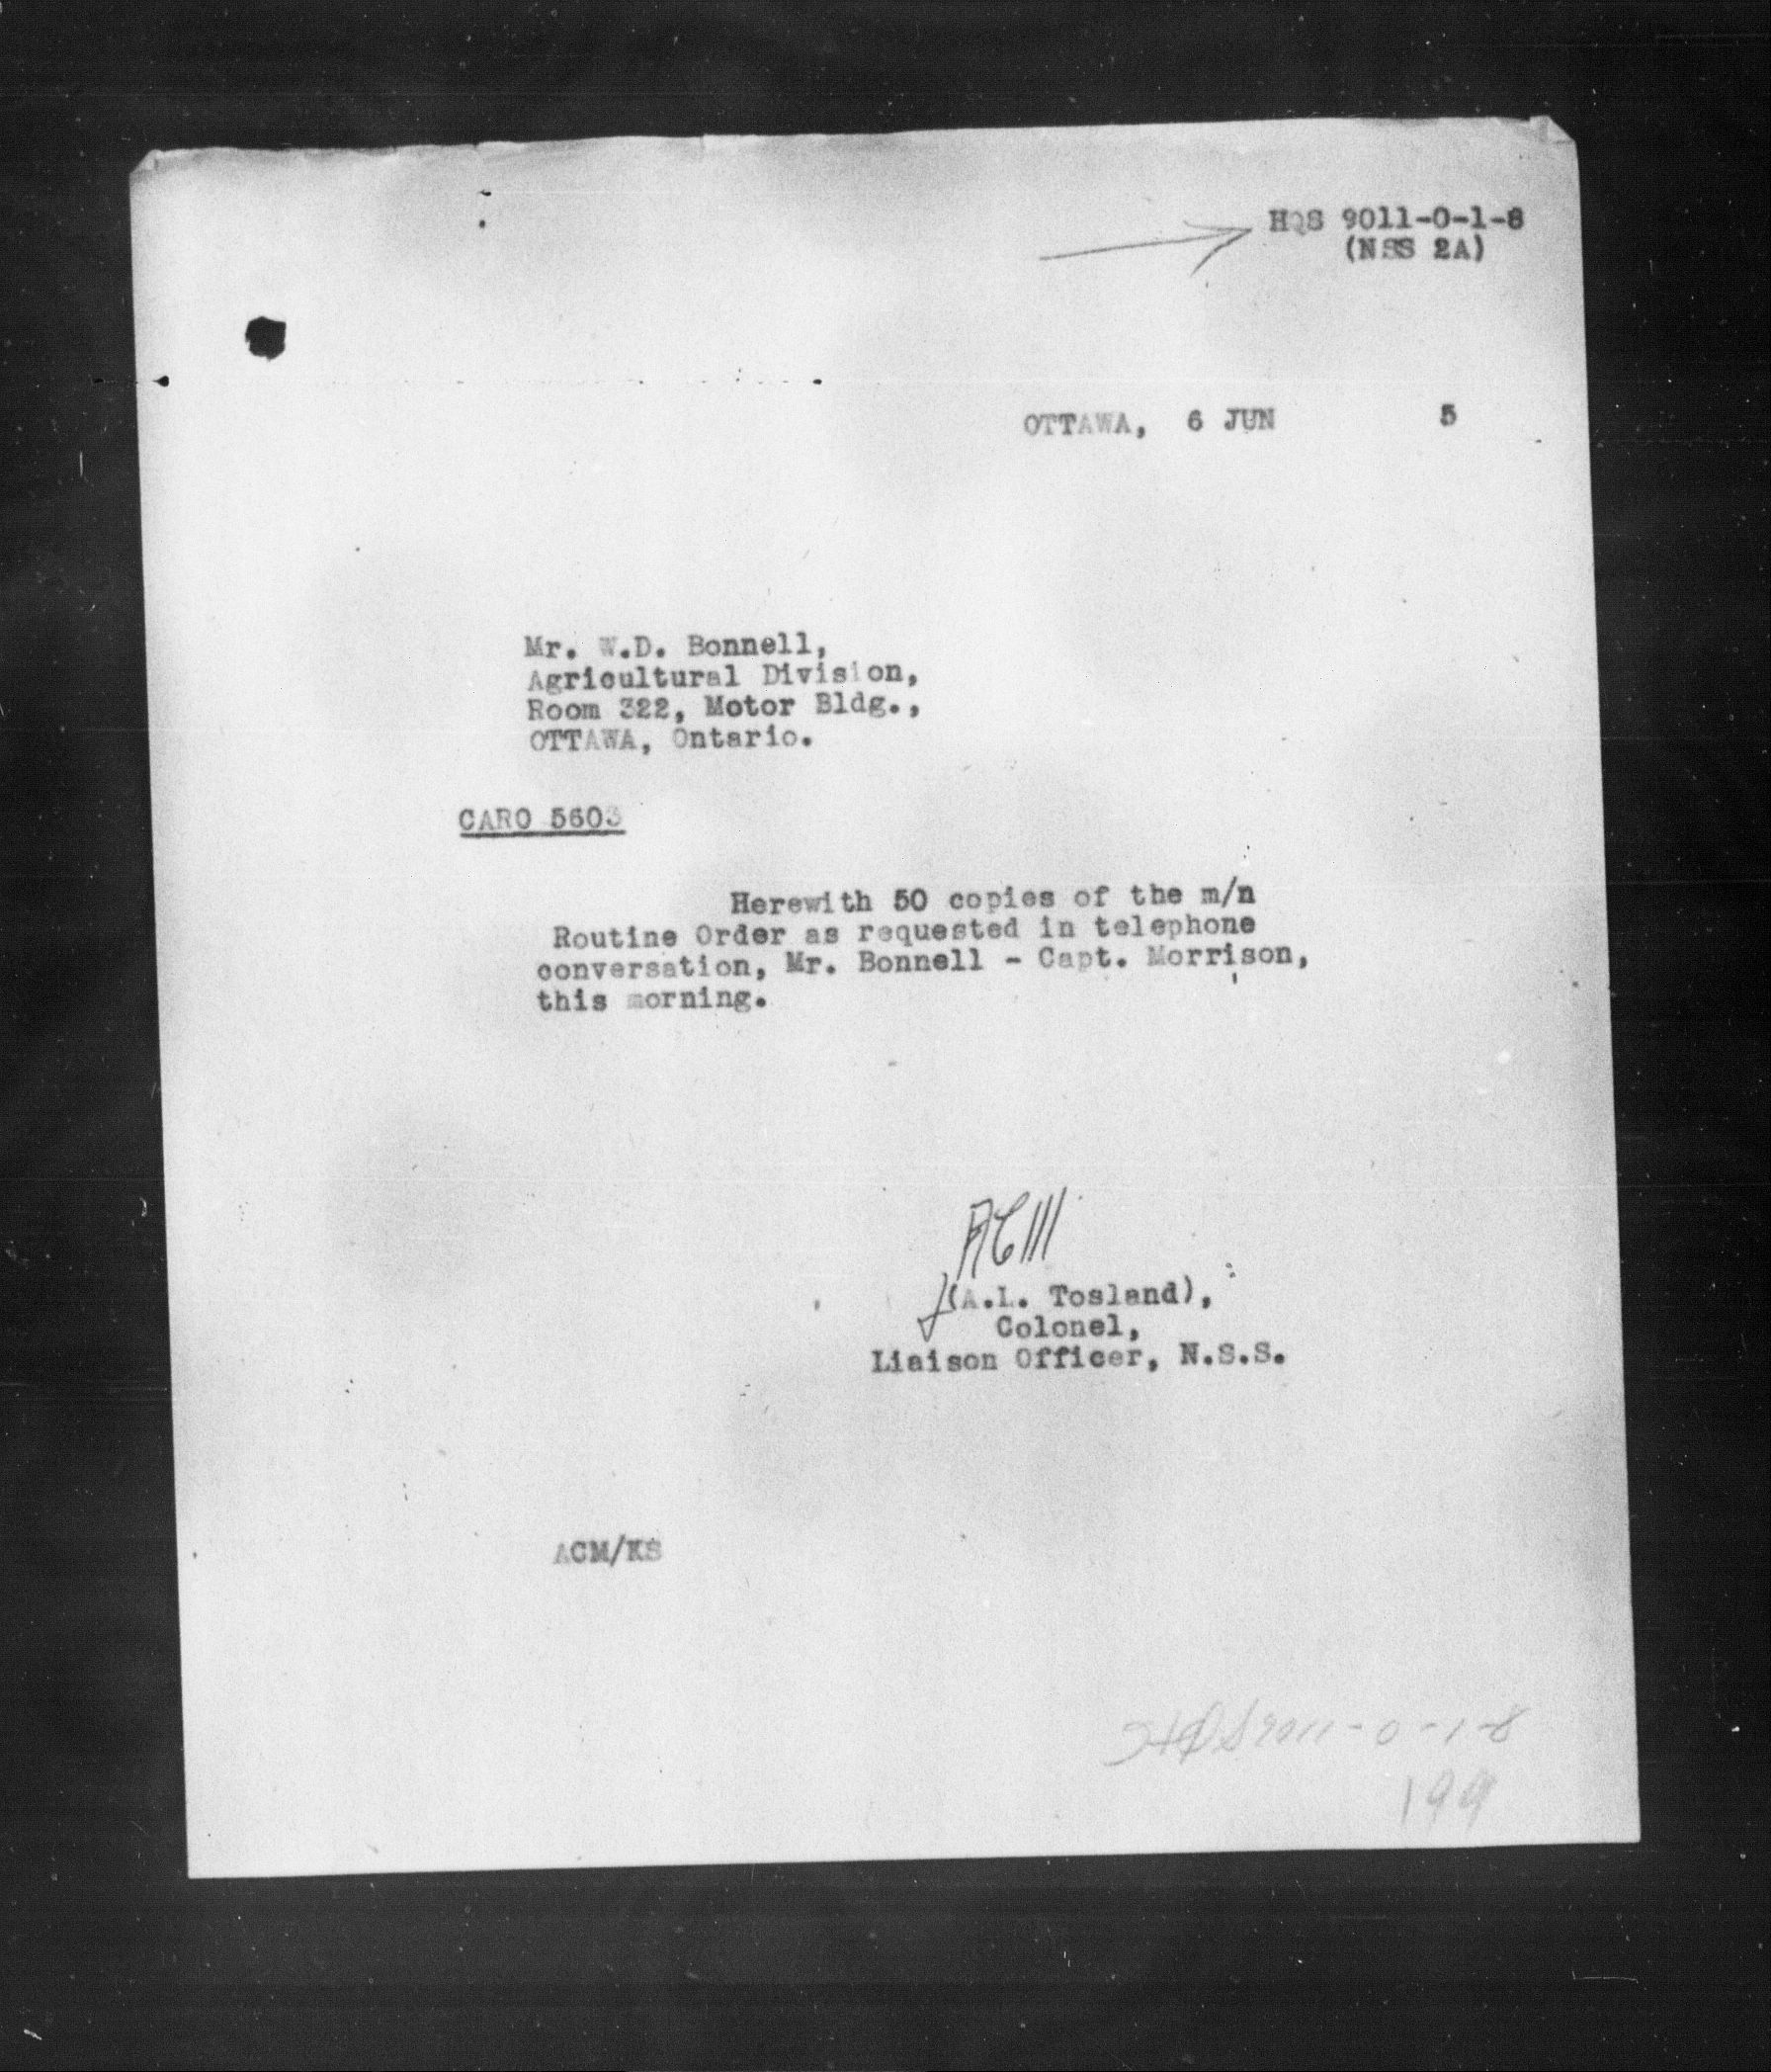 HQS 9011-0-1-8
(NSS 2A)
OTTAWA, 6 JUN 5
Mr. W.D. Bonnell,
Agricultural Division,
Room 322, Motor Bldg.,
OTTAWA, Ontario.
CARO 5603
Herewith 50 copies of the m/n
Routine Order as requested in telephone
conversation, Mr. Bonnell - Capt. Morrison,
this morning.
(A.L. Tosland),
Colonel,
Liaison Officer, N.S.S.
ACM/KS
HQS 9011-0-1-8
199